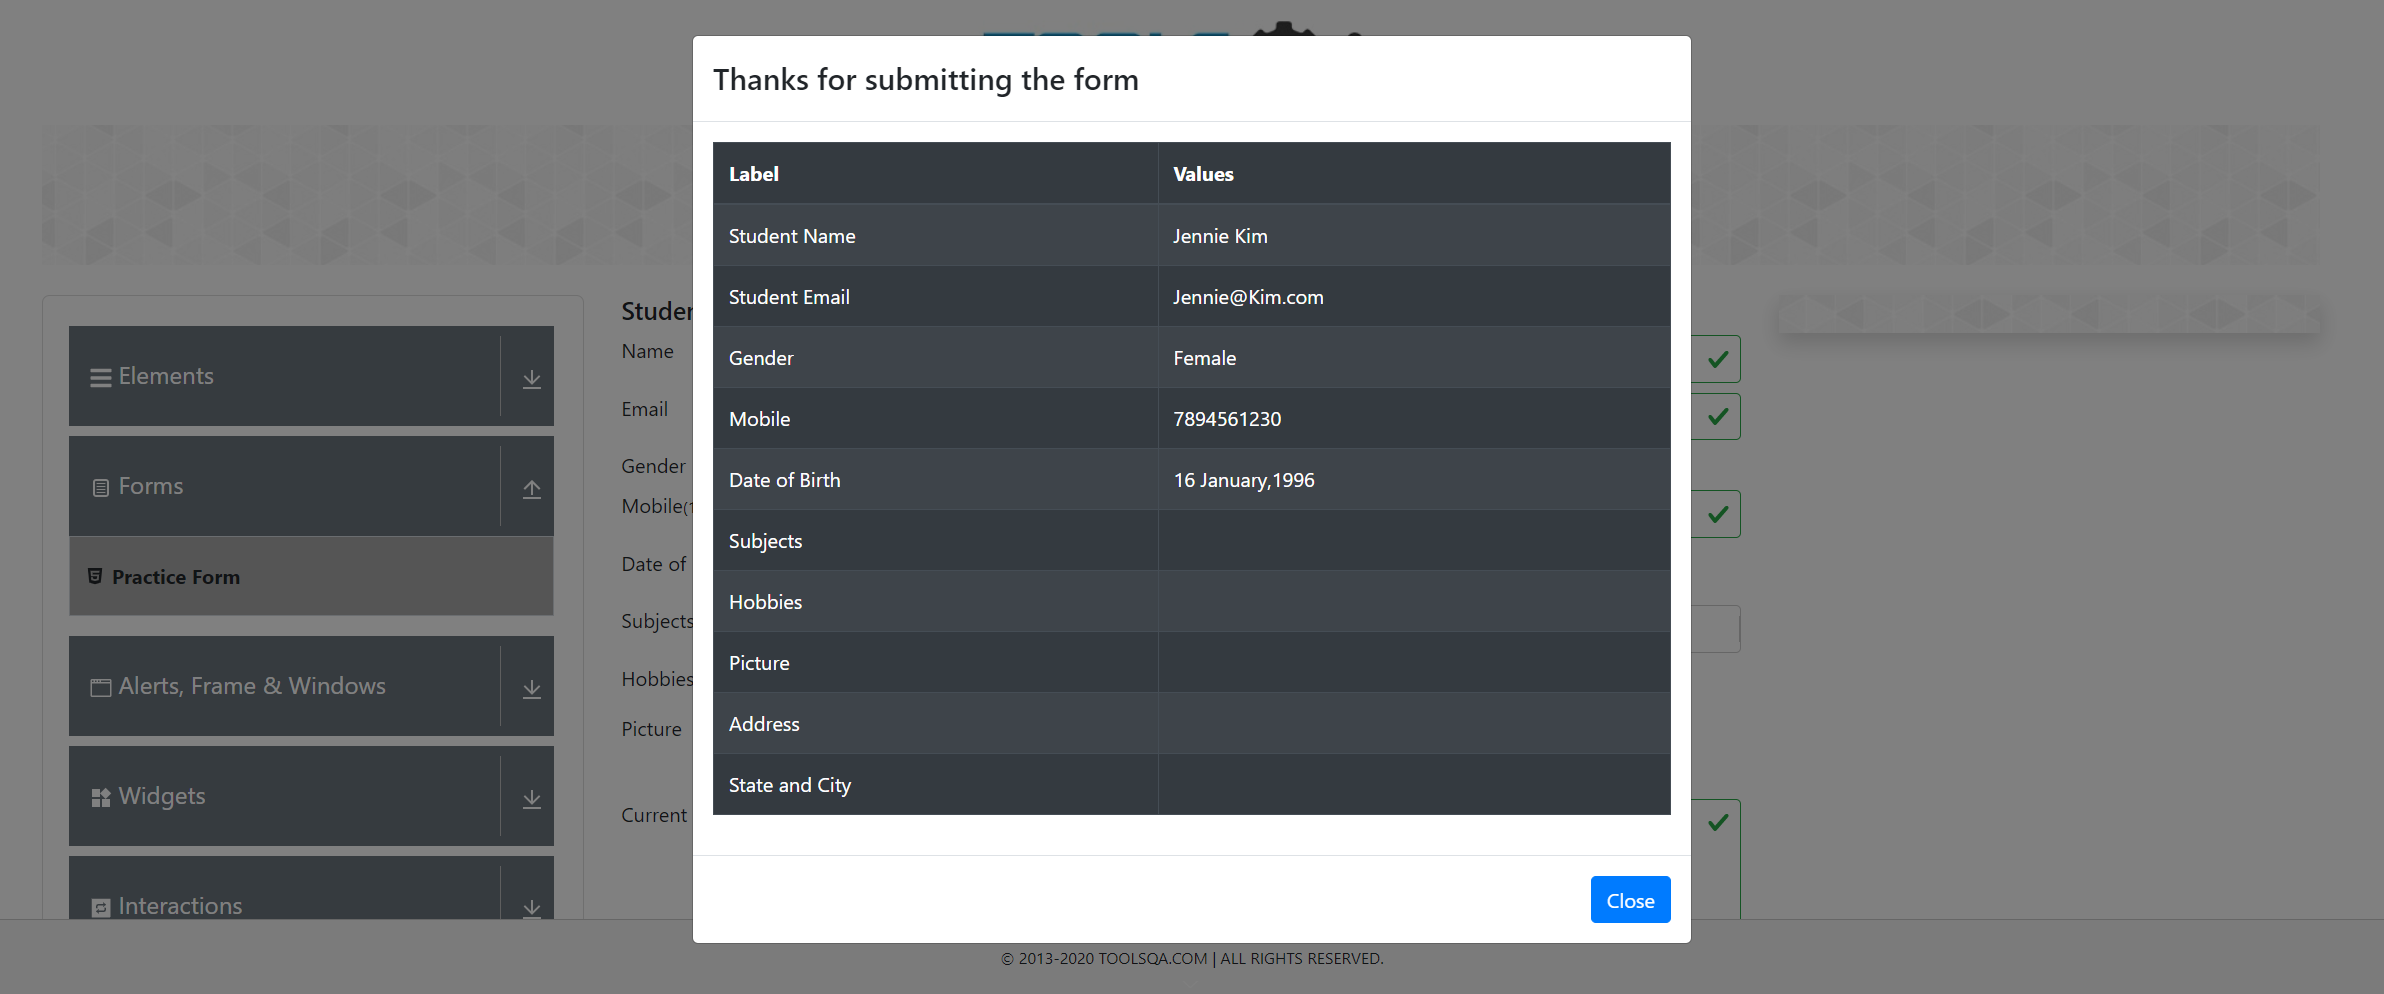 Thanks for submitting the form
Label Values
Student Name Jennie Kim
Student Email Jennie@Kim.com
Gender Female
Mobile 7894561230
Date of Birth 16 January,1996
Subjects
Hobbies
Picture
Address
State and City
Close
Elements
Forms
Practice Form
Alerts, Frame & Windows
Widgets
Interactions
Name
Email
Gender
Mobile(1
Date of
Subjects
Hobbies
Picture
Current
© 2013-2020 TOOLSQA.COM | ALL RIGHTS RESERVED.